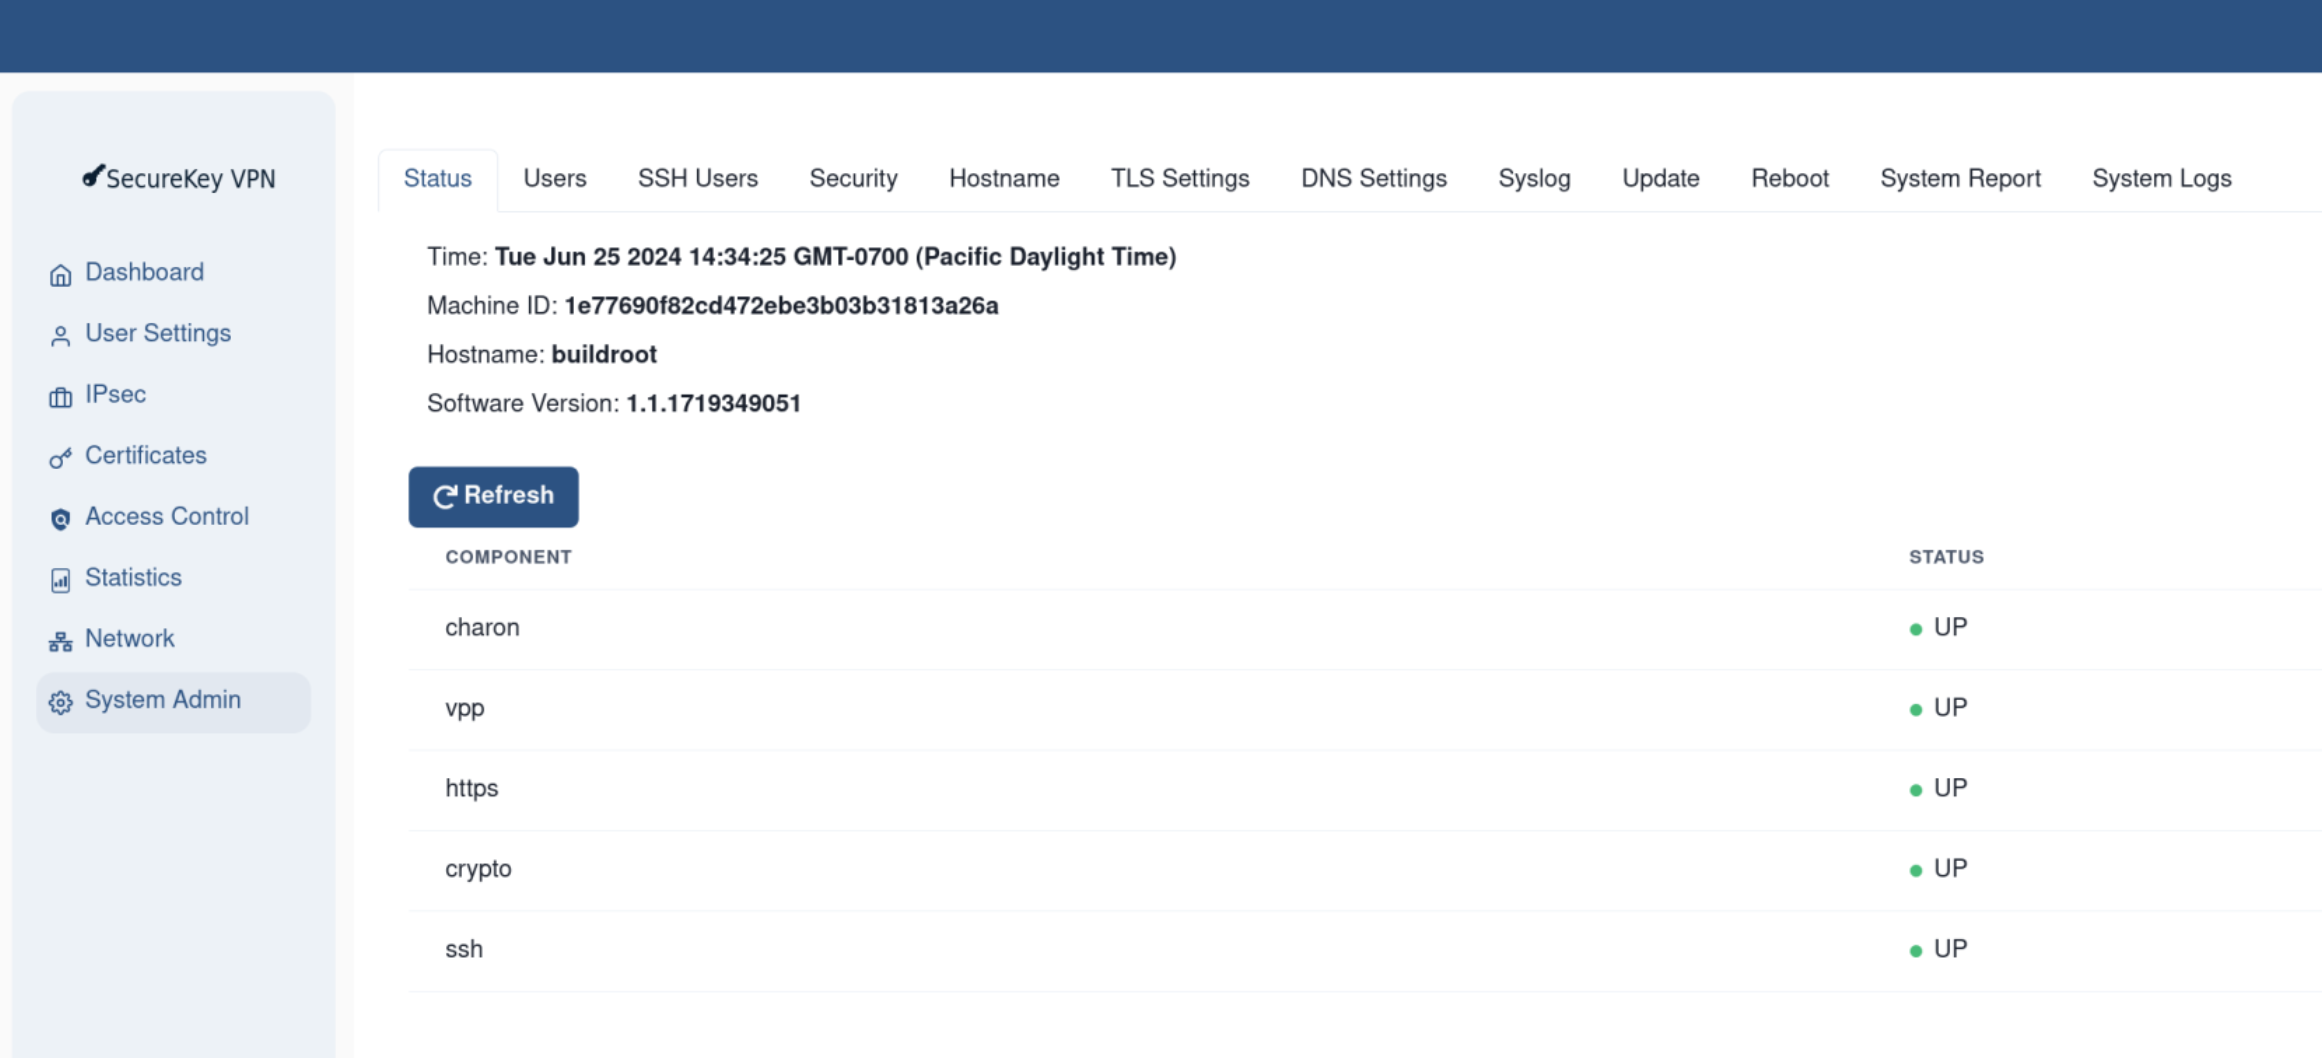 SecureKey VPN
Dashboard
User Settings
IPsec
Certificates
Access Control
Statistics
Network
System Admin
Status Users SSH Users Security Hostname TLS Settings DNS Settings Syslog Update Reboot System Report System Logs
Time: Tue Jun 25 2024 14:34:25 GMT-0700 (Pacific Daylight Time)
Machine ID: 1e77690f82cd472ebe3b03b31813a26a
Hostname: buildroot
Software Version: 1.1.1719349051
Refresh
COMPONENT STATUS
charon UP
vpp UP
https UP
crypto UP
ssh UP